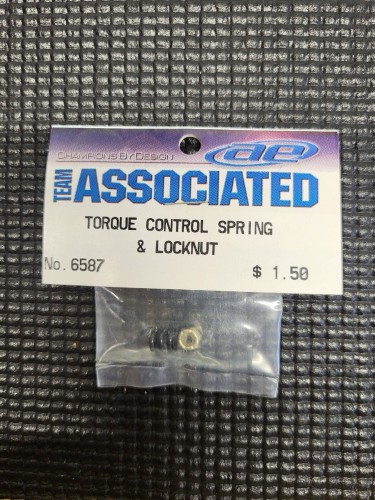 CHAMPIONS BY DESIGN
ae
TEAM ASSOCIATED
TORQUE CONTROL SPRING
& LOCKNUT
No. 6587 $ 1.50